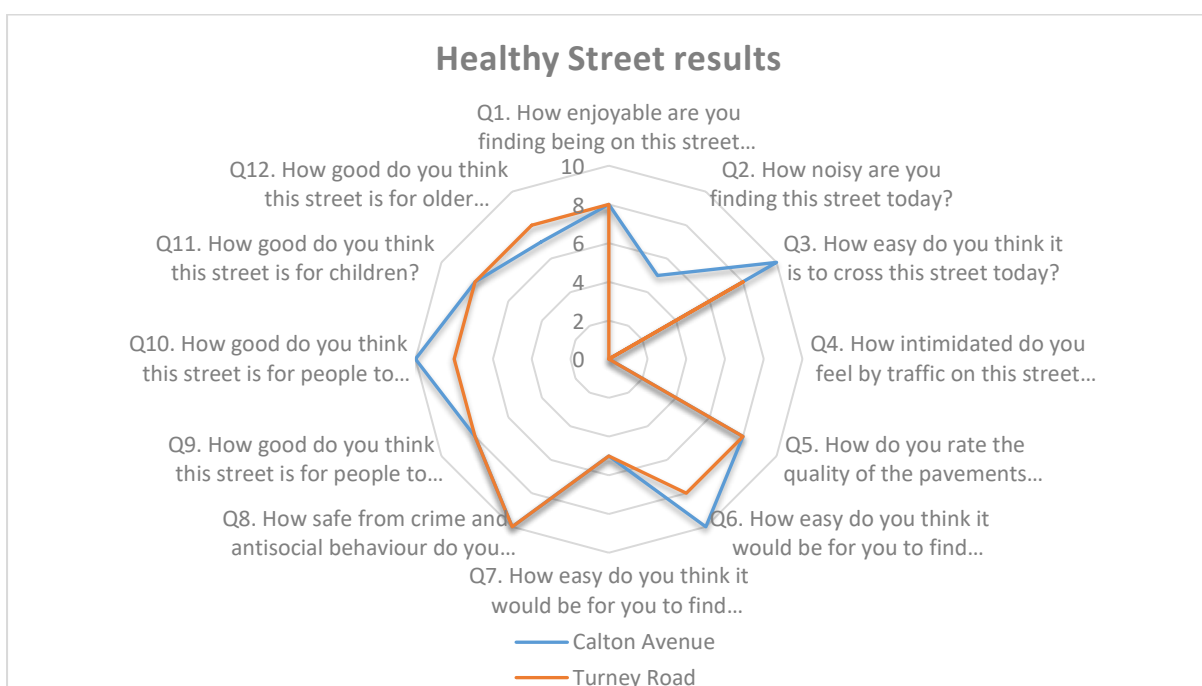 Healthy Street results
Q1. How enjoyable are you
finding being on this street...
Q2. How noisy are you
finding this street today?
Q3. How easy do you think it
is to cross this street today?
Q4. How intimidated do you
feel by traffic on this street...
Q5. How do you rate the
quality of the pavements...
Q6. How easy do you think it
would be for you to find...
Q7. How easy do you think it
would be for you to find...
Q8. How safe from crime and
antisocial behaviour do you...
Q9. How good do you think
this street is for people to...
Q10. How good do you think
this street is for people to...
Q11. How good do you think
this street is for children?
Q12. How good do you think
this street is for older...
10
8
6
4
2
0
Calton Avenue
Turney Road